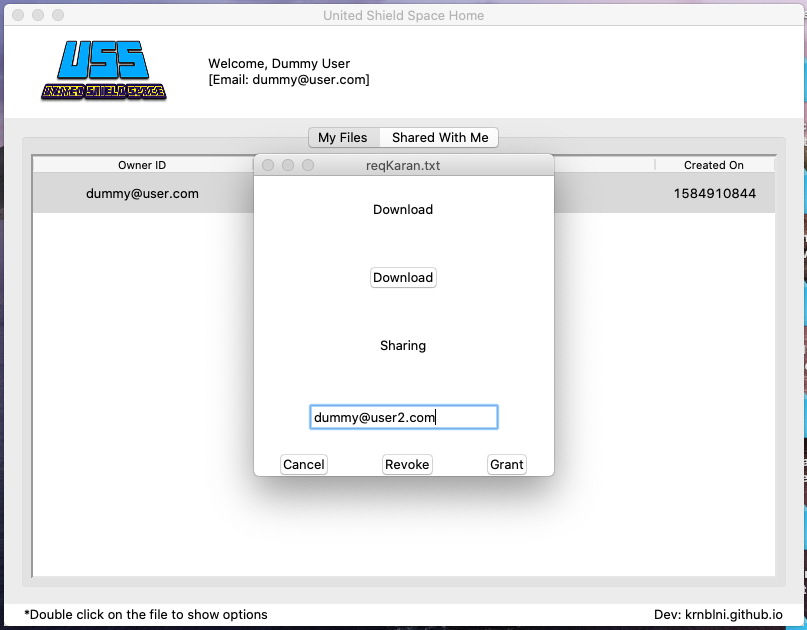 United Shield Space Home
USS
UNITED SHIELD SPACE
Welcome, Dummy User
[Email: dummy@user.com]
My Files Shared With Me
Owner ID Created On
dummy@user.com 1584910844
reqKaran.txt
Download
Download
Sharing
dummy@user2.com
Cancel Revoke Grant
*Double click on the file to show options Dev: krnblni.github.io